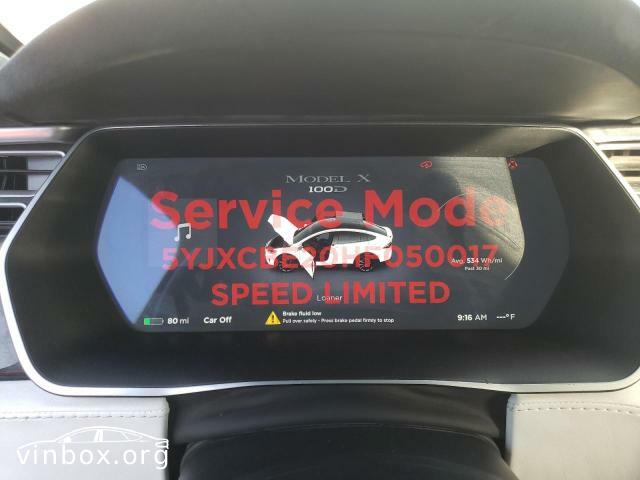 MODEL X
100D
Service Mode
5YJXCBE20HF050017
Avg. 534 Wh/mi
Past 30 mi
SPEED LIMITED
Loaner
80 mi
Car Off
Brake fluid low
Pull over safely - Press brake pedal firmly to stop
9:16 AM
---°F
vinbox.org